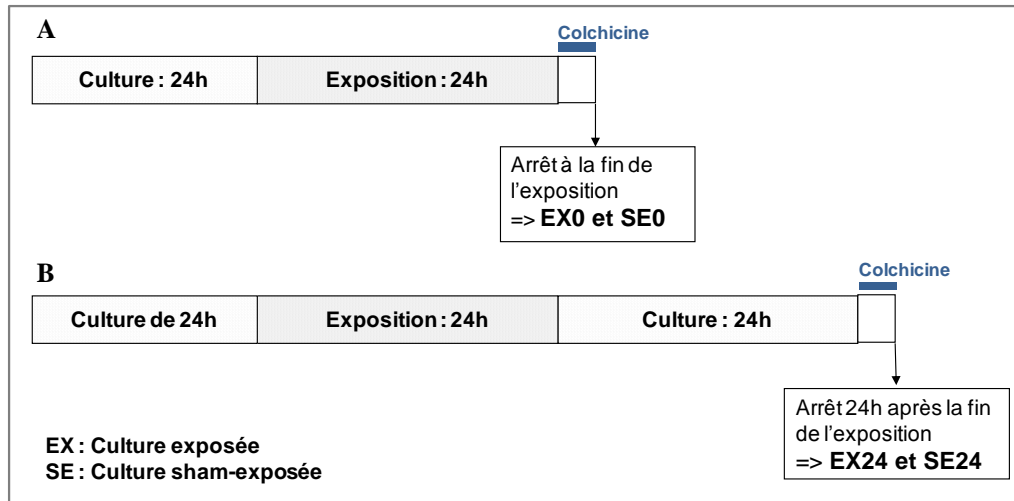 A
Colchicine
Culture : 24h
Exposition : 24h
Arrêt à la fin de
l'exposition
=> EX0 et SE0
B
Colchicine
Culture de 24h
Exposition : 24h
Culture : 24h
Arrêt 24h après la fin
de l'exposition
=> EX24 et SE24
EX : Culture exposée
SE : Culture sham-exposée